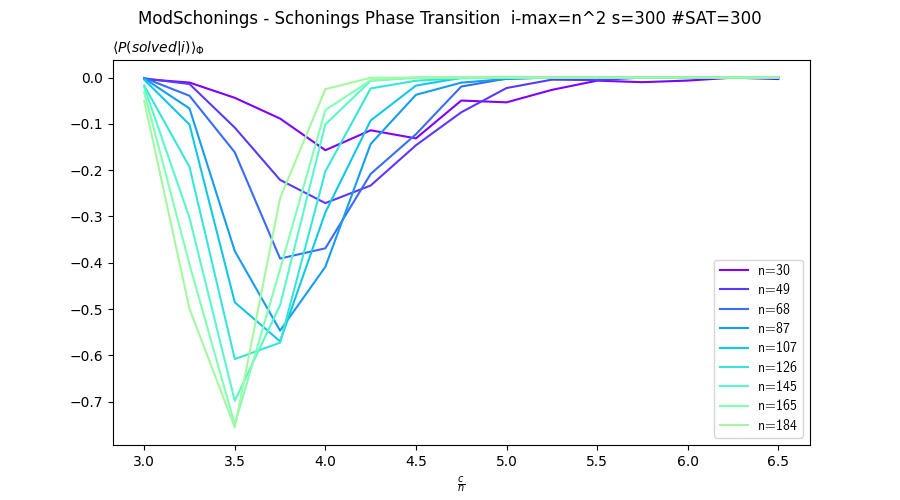 ModSchonings - Schonings Phase Transition  i-max=n^2 s=300 #SAT=300
⟨P(solved|i)⟩_Φ
0.0
−0.1
−0.2
−0.3
−0.4
−0.5
−0.6
−0.7
3.0 3.5 4.0 4.5 5.0 5.5 6.0 6.5
c/n
n=30
n=49
n=68
n=87
n=107
n=126
n=145
n=165
n=184